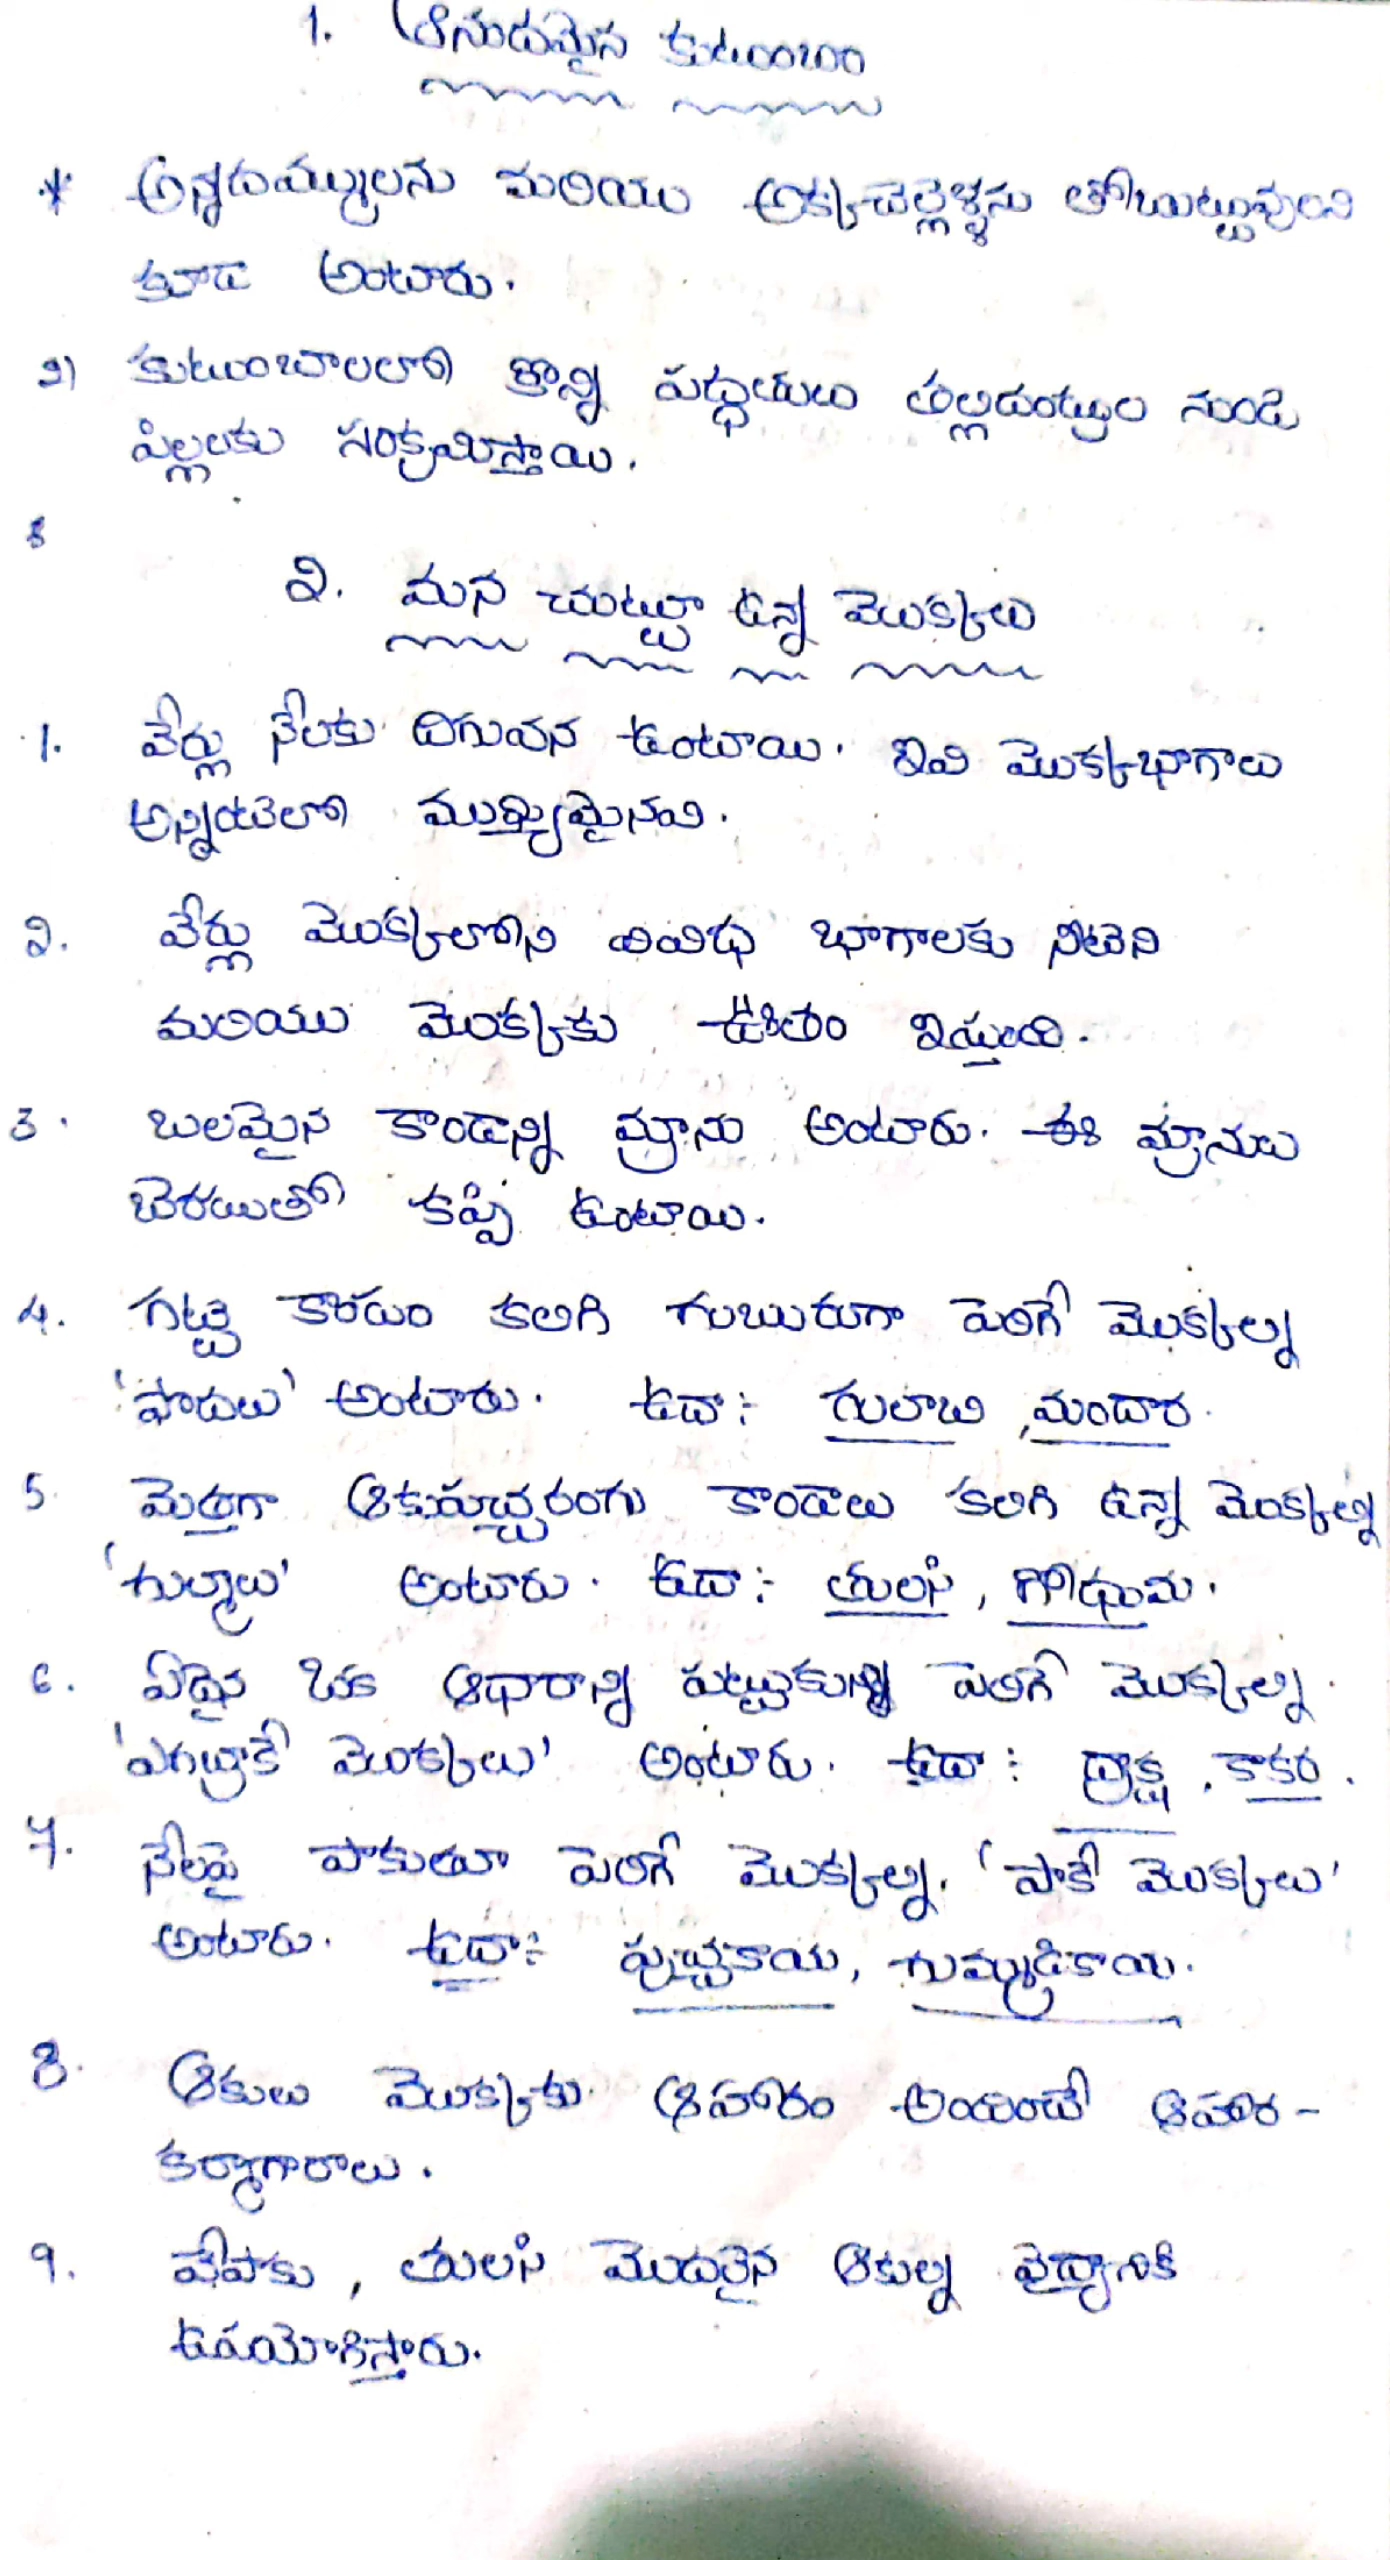 1. ఆనందమైన కుటుంబం
* అన్నదమ్ములను మరియు అక్కచెల్లెళ్ళను తోబుట్టువులని
కూడా అంటారు.
2) కుటుంబాలలో కొన్ని పద్ధతులు తల్లిదండ్రుల నుండి
పిల్లలకు సంక్రమిస్తాయి.
2. మన చుట్టూ ఉన్న మొక్కలు
1. వేర్లు నేలకు దిగువన ఉంటాయి. ఇవి మొక్కభాగాలు
అన్నింటిలో ముఖ్యమైనవి.
2. వేర్లు మొక్కలోని వివిధ భాగాలకు నీటిని
మరియు మొక్కకు ఊతం ఇస్తుంది.
3. బలమైన కాండాన్ని మ్రాను అంటారు. ఈ మ్రానులు
బెరడుతో కప్పి ఉంటాయి.
4. గట్టి కాండం కలిగి గుబురుగా పెరిగే మొక్కల్ని
'పొదలు' అంటారు. ఉదా:- గులాబి, మందార.
5. మెత్తగా ఆకుపచ్చరంగు కాండాలు కలిగి ఉన్న మొక్కల్ని
'గుల్మాలు' అంటారు. ఉదా:- తులసి, గోధుమ.
6. ఏదైన ఒక ఆధారాన్ని పట్టుకుని పెరిగే మొక్కల్ని
'ఎగబ్రాకే మొక్కలు' అంటారు. ఉదా: ద్రాక్ష, కాకర.
7. నేలపై పాకుతూ పెరిగే మొక్కల్ని 'పాకే మొక్కలు'
అంటారు. ఉదా:- పుచ్చకాయ, గుమ్మడికాయ.
8. ఆకులు మొక్కకు ఆహారం అందించే ఆహార-
కర్మాగారాలు.
9. వేపాకు, తులసి మొదలైన ఆకుల్ని వైద్యానికి
ఉపయోగిస్తారు.